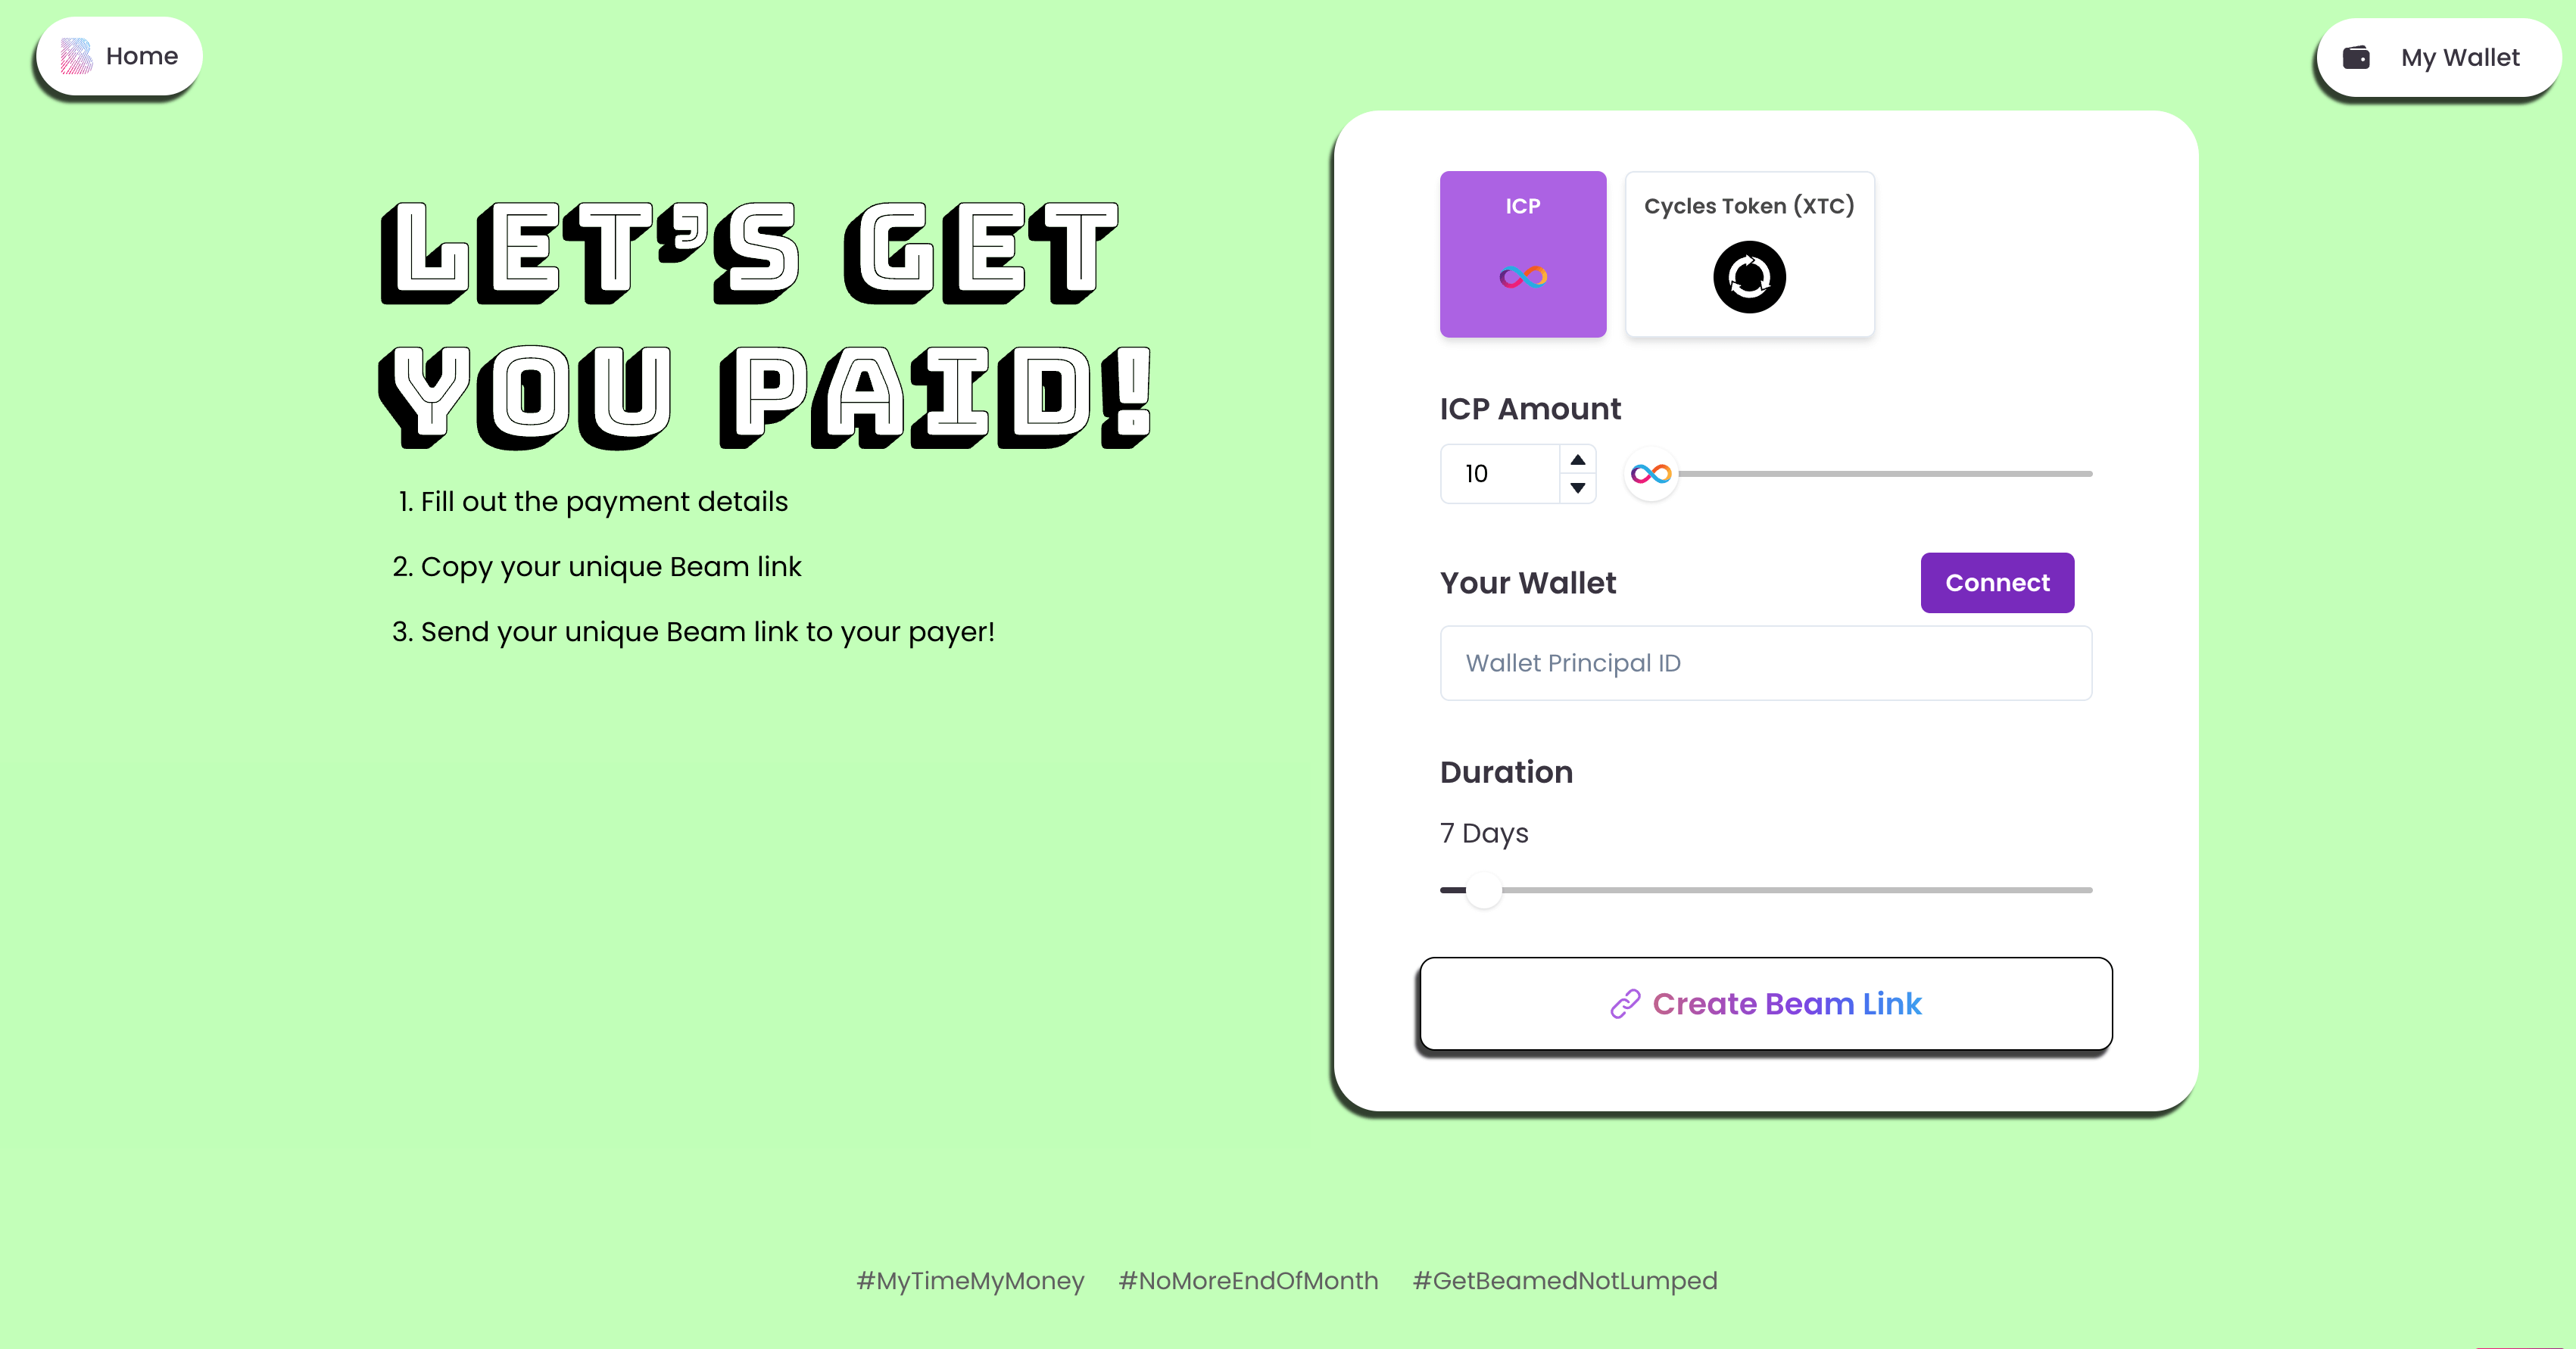 Home
My Wallet
LET'S GET
YOU PAID!
1. Fill out the payment details
2. Copy your unique Beam link
3. Send your unique Beam link to your payer!
ICP
Cycles Token (XTC)
ICP Amount
10
Your Wallet
Connect
Wallet Principal ID
Duration
7 Days
Create Beam Link
#MyTimeMyMoney #NoMoreEndOfMonth #GetBeamedNotLumped